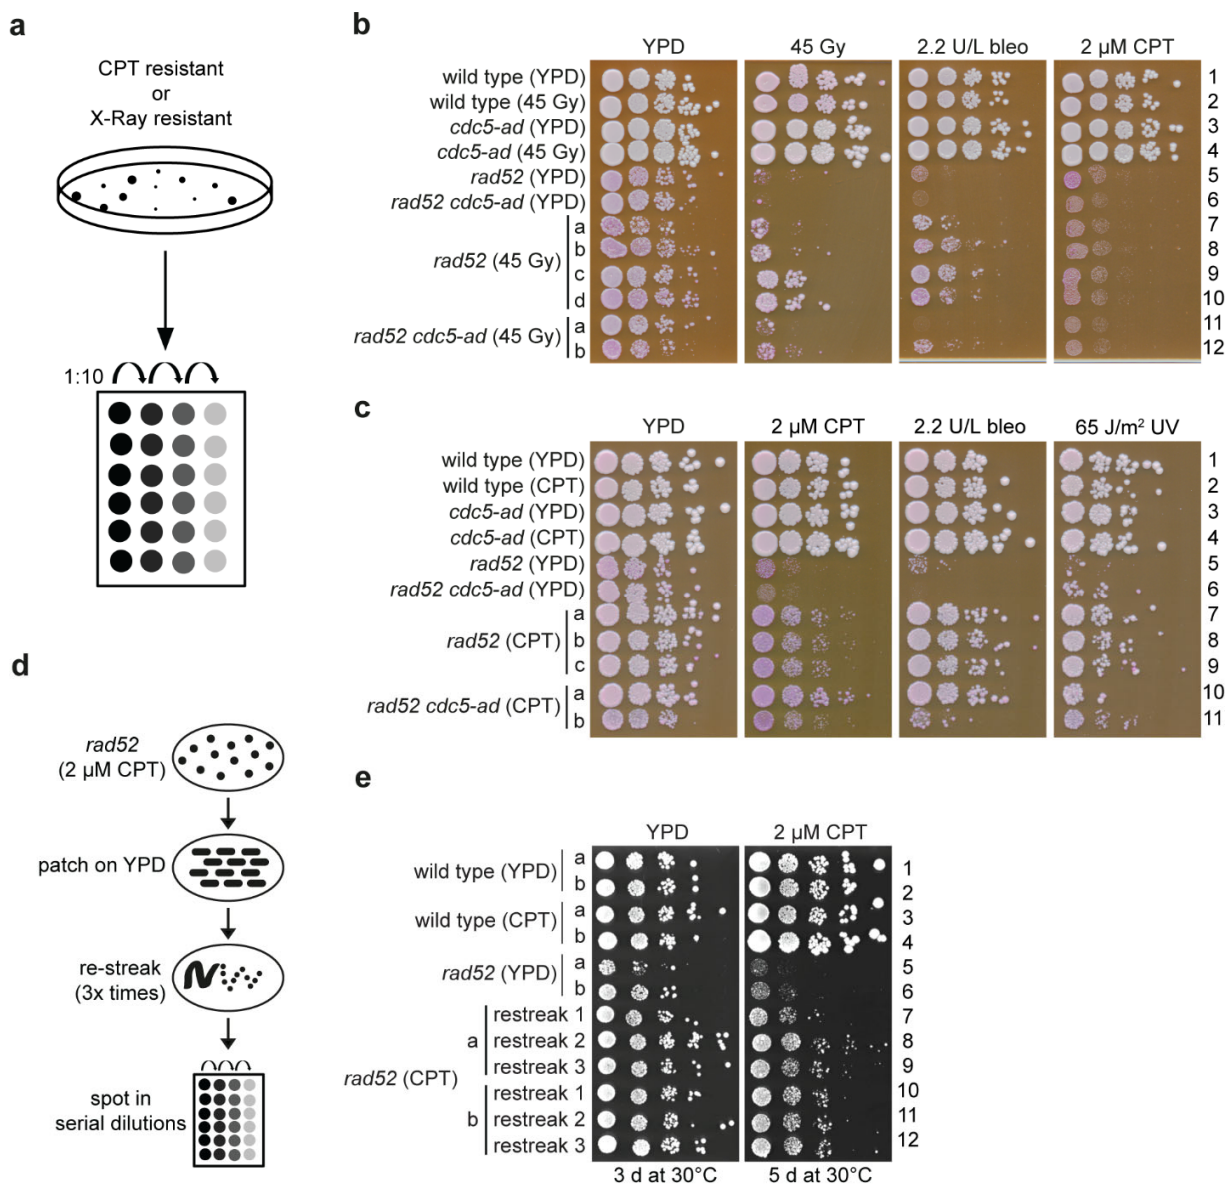 a
CPT resistant
or
X-Ray resistant
1:10
b
YPD 45 Gy 2.2 U/L bleo 2 µM CPT
wild type (YPD) 1
wild type (45 Gy) 2
cdc5-ad (YPD) 3
cdc5-ad (45 Gy) 4
rad52 (YPD) 5
rad52 cdc5-ad (YPD) 6
a 7
b 8
rad52 (45 Gy)
c 9
d 10
a 11
rad52 cdc5-ad (45 Gy)
b 12
c
YPD 2 µM CPT 2.2 U/L bleo 65 J/m² UV
wild type (YPD) 1
wild type (CPT) 2
cdc5-ad (YPD) 3
cdc5-ad (CPT) 4
rad52 (YPD) 5
rad52 cdc5-ad (YPD) 6
a 7
rad52 (CPT) b 8
c 9
a 10
rad52 cdc5-ad (CPT)
b 11
d
rad52
(2 µM CPT)
patch on YPD
re-streak
(3x times)
spot in
serial dilutions
e
YPD 2 µM CPT
a 1
wild type (YPD)
b 2
a 3
wild type (CPT)
b 4
a 5
rad52 (YPD)
b 6
restreak 1 7
a restreak 2 8
restreak 3 9
rad52 (CPT)
restreak 1 10
b restreak 2 11
restreak 3 12
3 d at 30°C 5 d at 30°C